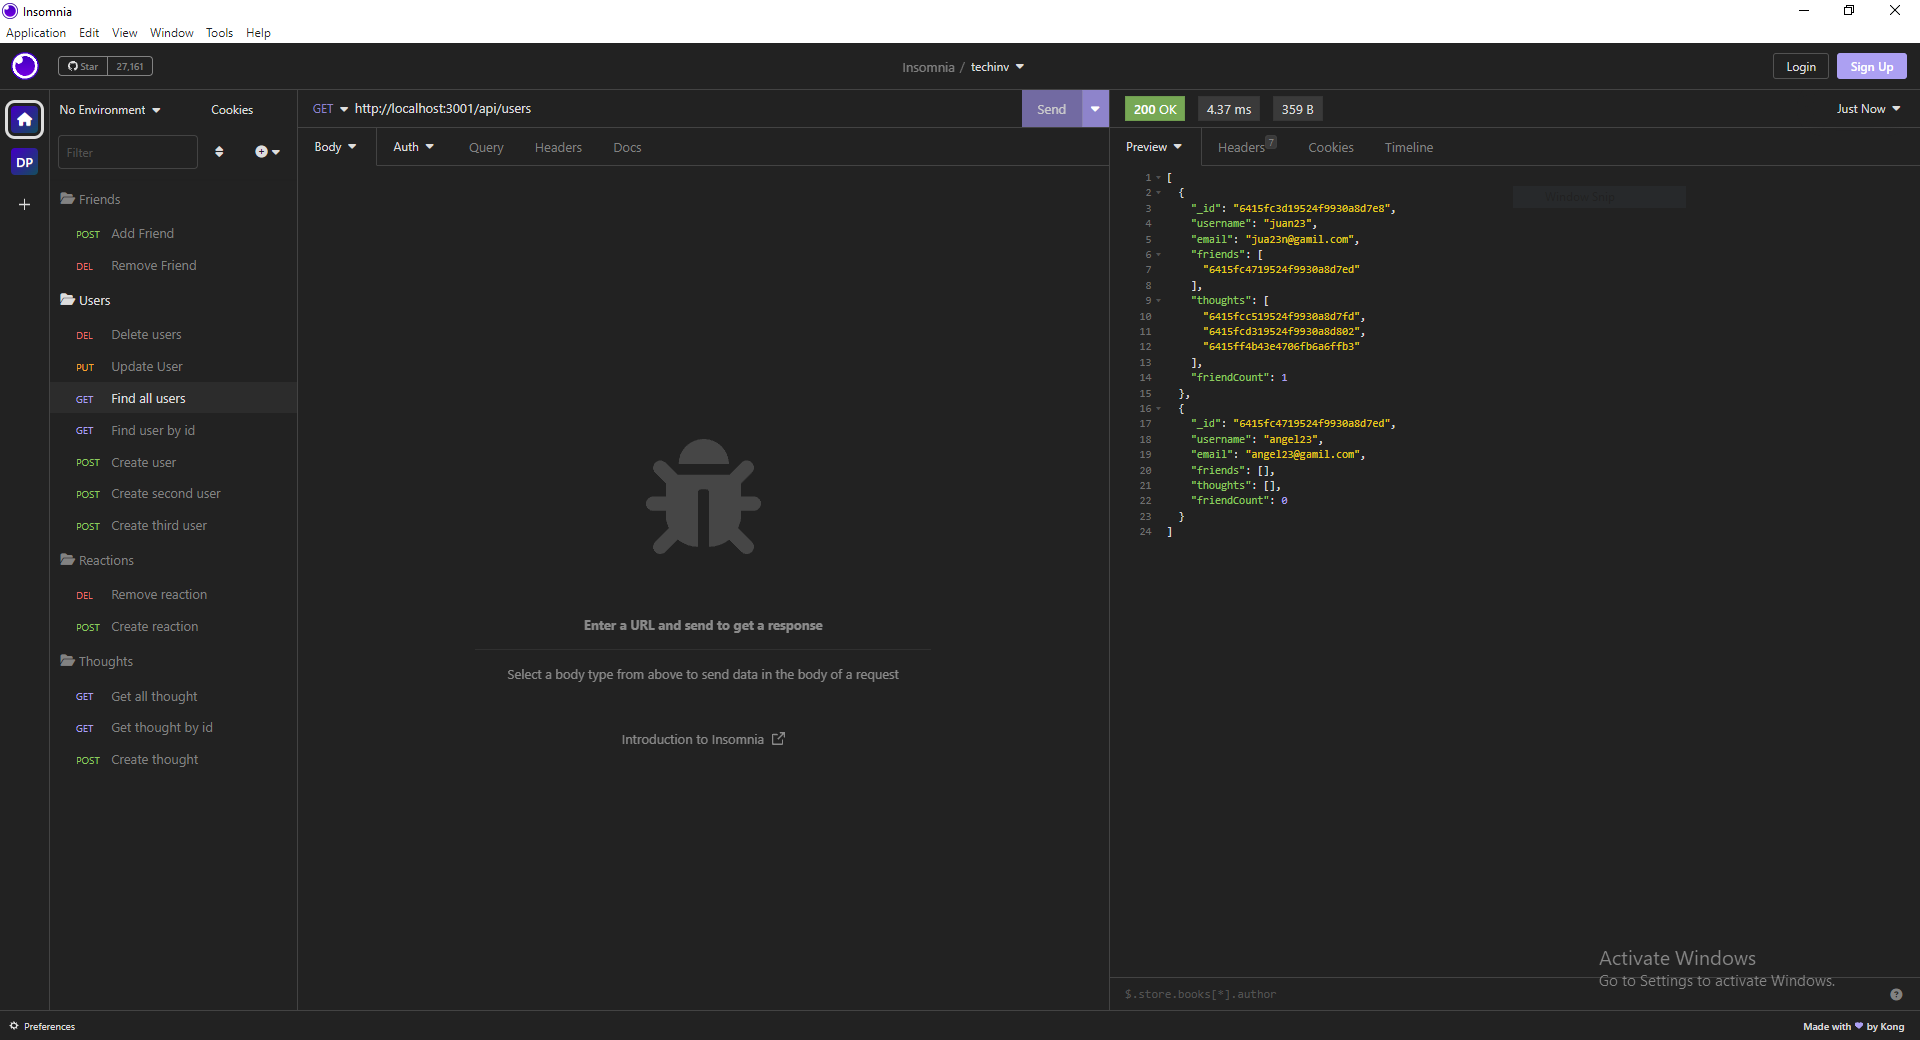 Insomnia
Application Edit View Window Tools Help
Star 27,161
Insomnia / techinv
Login Sign Up
No Environment Cookies
GET http://localhost:3001/api/users
Send
200 OK 4.37 ms 359 B
Just Now
DP
Filter
Body Auth Query Headers Docs
Preview Headers 7 Cookies Timeline
Friends
POST Add Friend
DEL Remove Friend
Users
DEL Delete users
PUT Update User
GET Find all users
GET Find user by id
POST Create user
POST Create second user
POST Create third user
Reactions
DEL Remove reaction
POST Create reaction
Thoughts
GET Get all thought
GET Get thought by id
POST Create thought
Enter a URL and send to get a response
Select a body type from above to send data in the body of a request
Introduction to Insomnia
1 [
2 {
3 "_id": "6415fc3d19524f9930a8d7e8",
4 "username": "juan23",
5 "email": "jua23n@gamil.com",
6 "friends": [
7 "6415fc4719524f9930a8d7ed"
8 ],
9 "thoughts": [
10 "6415fcc519524f9930a8d7fd",
11 "6415fcd319524f9930a8d802",
12 "6415ff4b43e4706fb6a6ffb3"
13 ],
14 "friendCount": 1
15 },
16 {
17 "_id": "6415fc4719524f9930a8d7ed",
18 "username": "angel23",
19 "email": "angel23@gamil.com",
20 "friends": [],
21 "thoughts": [],
22 "friendCount": 0
23 }
24 ]
Window Snip
Activate Windows
Go to Settings to activate Windows.
$.store.books[*].author
Preferences
Made with by Kong